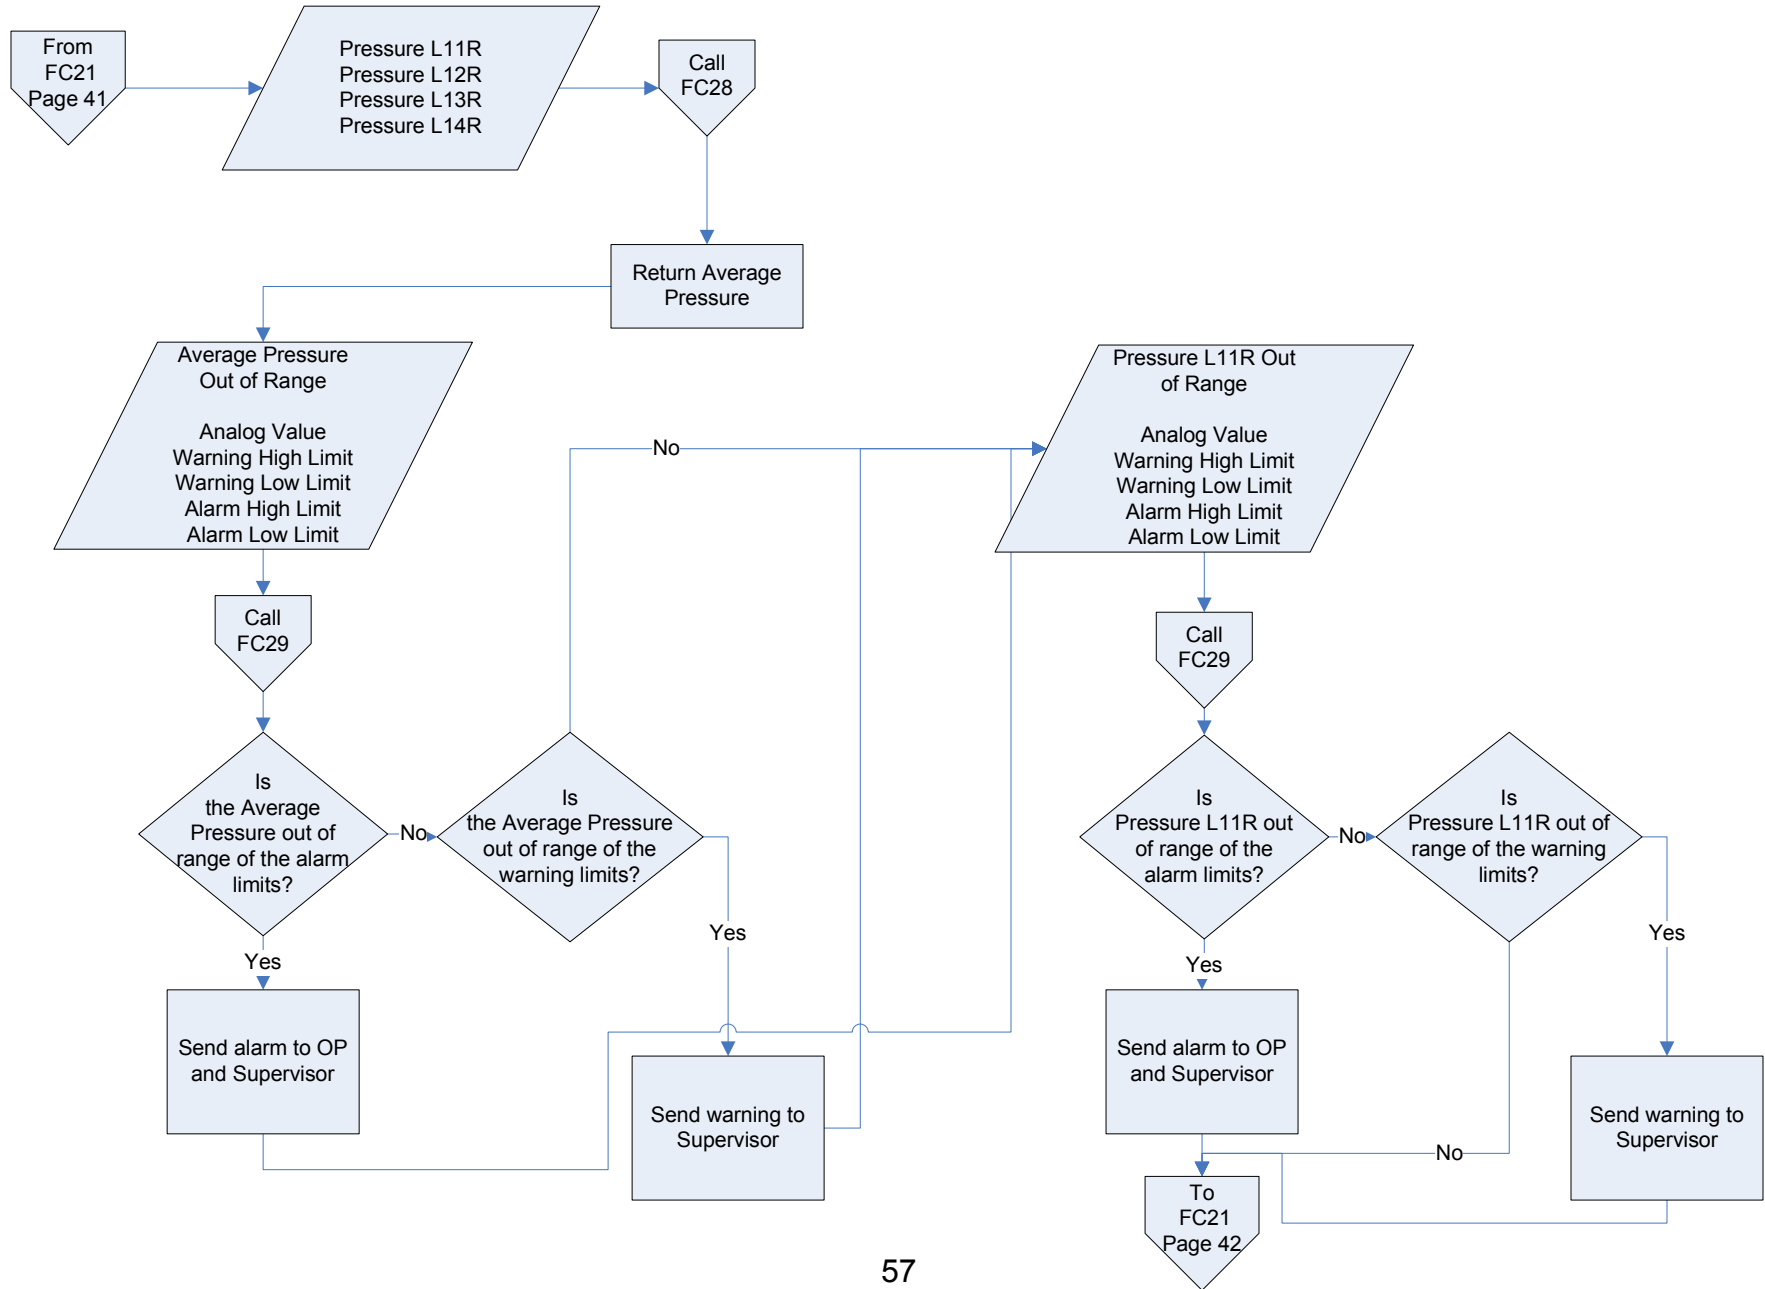 From
FC21
Page 41
Pressure L11R
Pressure L12R
Pressure L13R
Pressure L14R
Call
FC28
Return Average
Pressure
Average Pressure
Out of Range
Analog Value
Warning High Limit
Warning Low Limit
Alarm High Limit
Alarm Low Limit
Call
FC29
Is
the Average
Pressure out of
range of the alarm
limits?
No
Is
the Average Pressure
out of range of the
warning limits?
No
Yes
Yes
Send alarm to OP
and Supervisor
Send warning to
Supervisor
Pressure L11R Out
of Range
Analog Value
Warning High Limit
Warning Low Limit
Alarm High Limit
Alarm Low Limit
Call
FC29
Is
Pressure L11R out
of range of the
alarm limits?
No
Is
Pressure L11R out of
range of the warning
limits?
Yes
Yes
Send alarm to OP
and Supervisor
Send warning to
Supervisor
No
To
FC21
Page 42
57